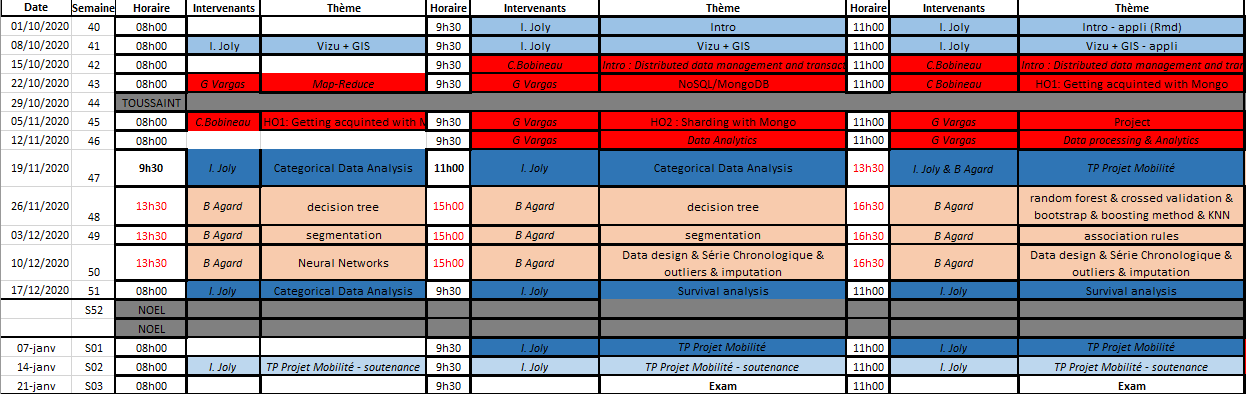 Date Semaine Horaire Intervenants Thème Horaire Intervenants Thème Horaire Intervenants Thème
01/10/2020 40 08h00 9h30 I. Joly Intro 11h00 I. Joly Intro - appli (Rmd)
08/10/2020 41 08h00 I. Joly Vizu + GIS 9h30 I. Joly Vizu + GIS 11h00 I. Joly Vizu + GIS - appli
15/10/2020 42 08h00 9h30 C.Bobineau Intro : Distributed data management and transac 11h00 C Bobineau Intro : Distributed data management and tran
22/10/2020 43 08h00 G Vargas Map-Reduce 9h30 G Vargas NoSQL/MongoDB 11h00 C Bobineau HO1: Getting acquainted with Mongo
29/10/2020 44 TOUSSAINT
05/11/2020 45 08h00 C.Bobineau HO1: Getting acquinted with M 9h30 G Vargas HO2 : Sharding with Mongo 11h00 G Vargas Project
12/11/2020 46 08h00 9h30 G Vargas Data Analytics 11h00 G Vargas Data processing & Analytics
19/11/2020 47 9h30 I. Joly Categorical Data Analysis 11h00 I. Joly Categorical Data Analysis 13h30 I. Joly & B Agard TP Projet Mobilité
26/11/2020 48 13h30 B Agard decision tree 15h00 B Agard decision tree 16h30 B Agard random forest & crossed validation &
bootstrap & boosting method & KNN
03/12/2020 49 13h30 B Agard segmentation 15h00 B Agard segmentation 16h30 B Agard association rules
10/12/2020 50 13h30 B Agard Neural Networks 15h00 B Agard Data design & Série Chronologique & 16h30 B Agard Data design & Série Chronologique &
outliers & imputation outliers & imputation
17/12/2020 51 08h00 I. Joly Categorical Data Analysis 9h30 I. Joly Survival analysis 11h00 I. Joly Survival analysis
S52 NOEL
NOEL
07-janv S01 08h00 9h30 I. Joly TP Projet Mobilité 11h00 I. Joly TP Projet Mobilité
14-janv S02 08h00 I. Joly TP Projet Mobilité - soutenance 9h30 I. Joly TP Projet Mobilité - soutenance 11h00 I. Joly TP Projet Mobilité - soutenance
21-janv S03 08h00 9h30 Exam 11h00 Exam